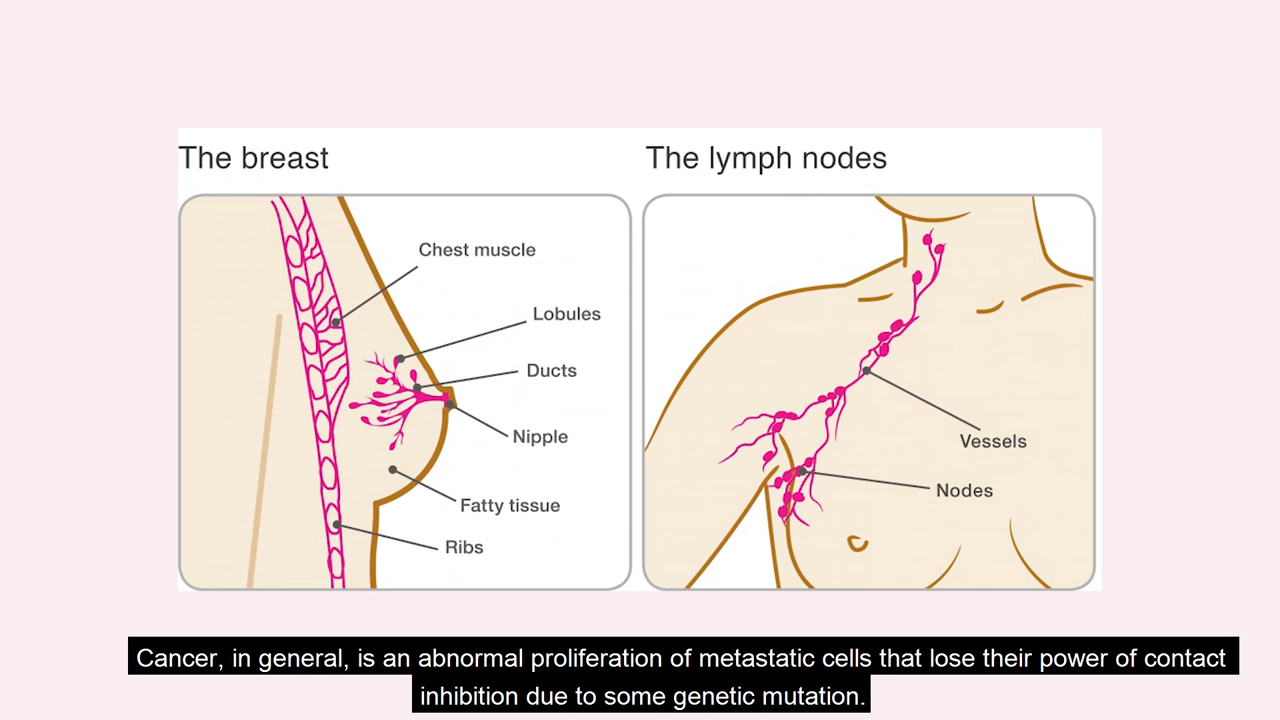 The breast
Chest muscle
Lobules
Ducts
Nipple
Fatty tissue
Ribs
The lymph nodes
Vessels
Nodes
Cancer, in general, is an abnormal proliferation of metastatic cells that lose their power of contact
inhibition due to some genetic mutation.